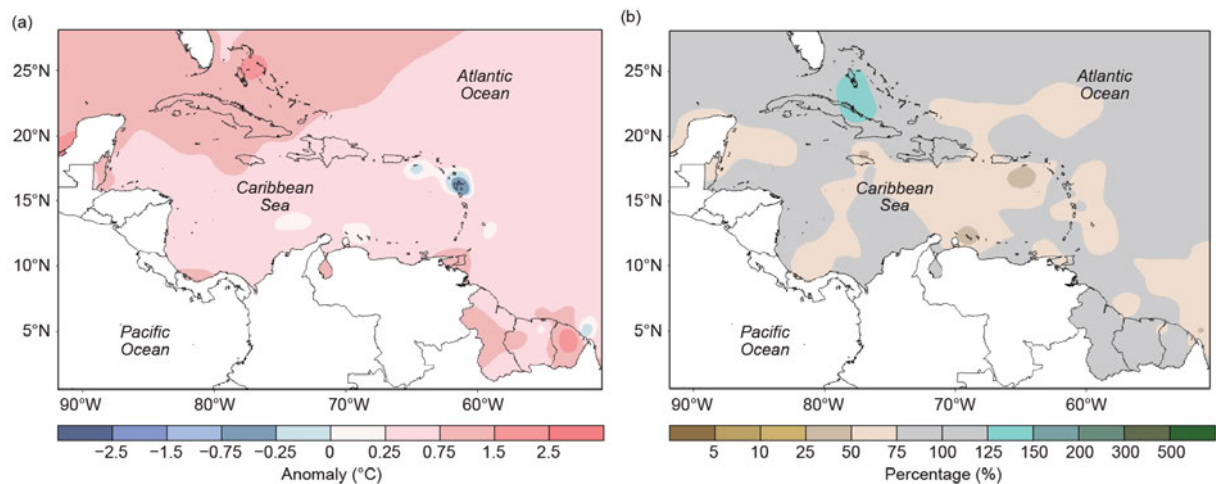 (a)
25°N
20°N
15°N
10°N
5°N
Atlantic
Ocean
Caribbean
Sea
Pacific
Ocean
90°W 80°W 70°W 60°W
−2.5 −1.5 −0.75 −0.25 0 0.25 0.75 1.5 2.5
Anomaly (°C)
(b)
25°N
20°N
15°N
10°N
5°N
Atlantic
Ocean
Caribbean
Sea
Pacific
Ocean
90°W 80°W 70°W 60°W
5 10 25 50 75 100 125 150 200 300 500
Percentage (%)